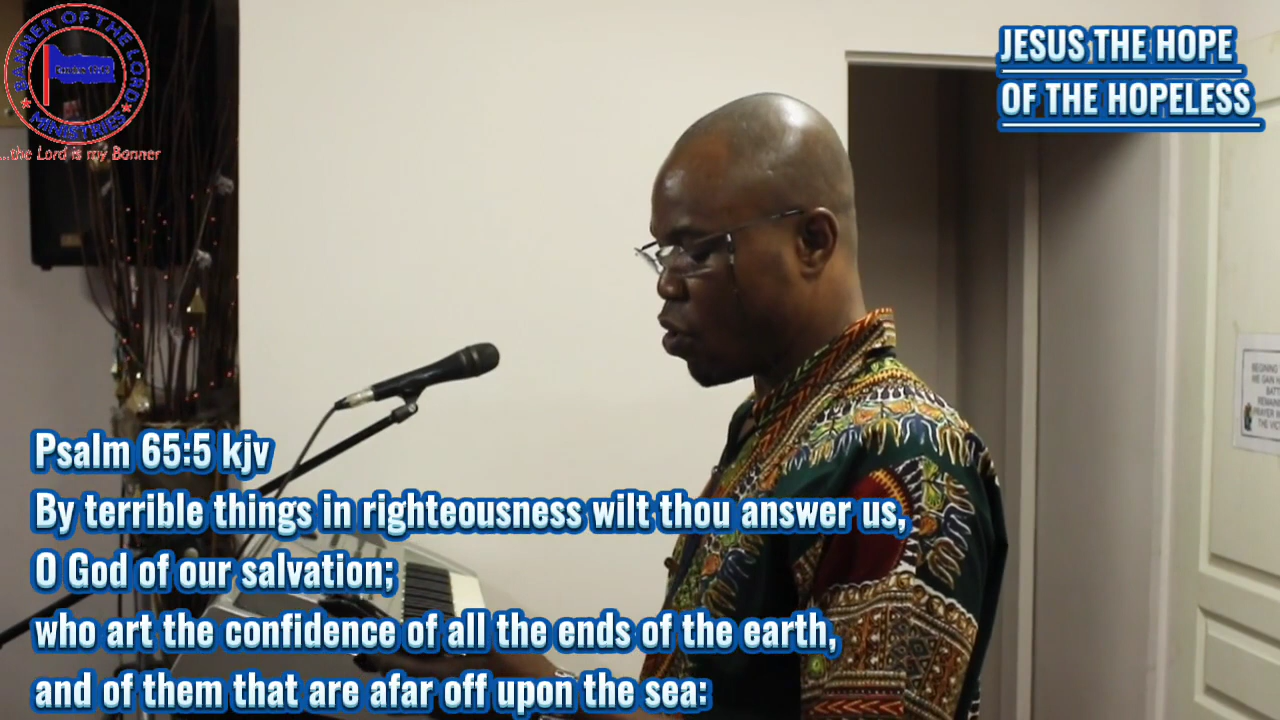 BANNER OF THE LORD
MINISTRIES
...the Lord is my Banner
JESUS THE HOPE
OF THE HOPELESS
Psalm 65:5 kjv
By terrible things in righteousness wilt thou answer us,
O God of our salvation;
who art the confidence of all the ends of the earth,
and of them that are afar off upon the sea: